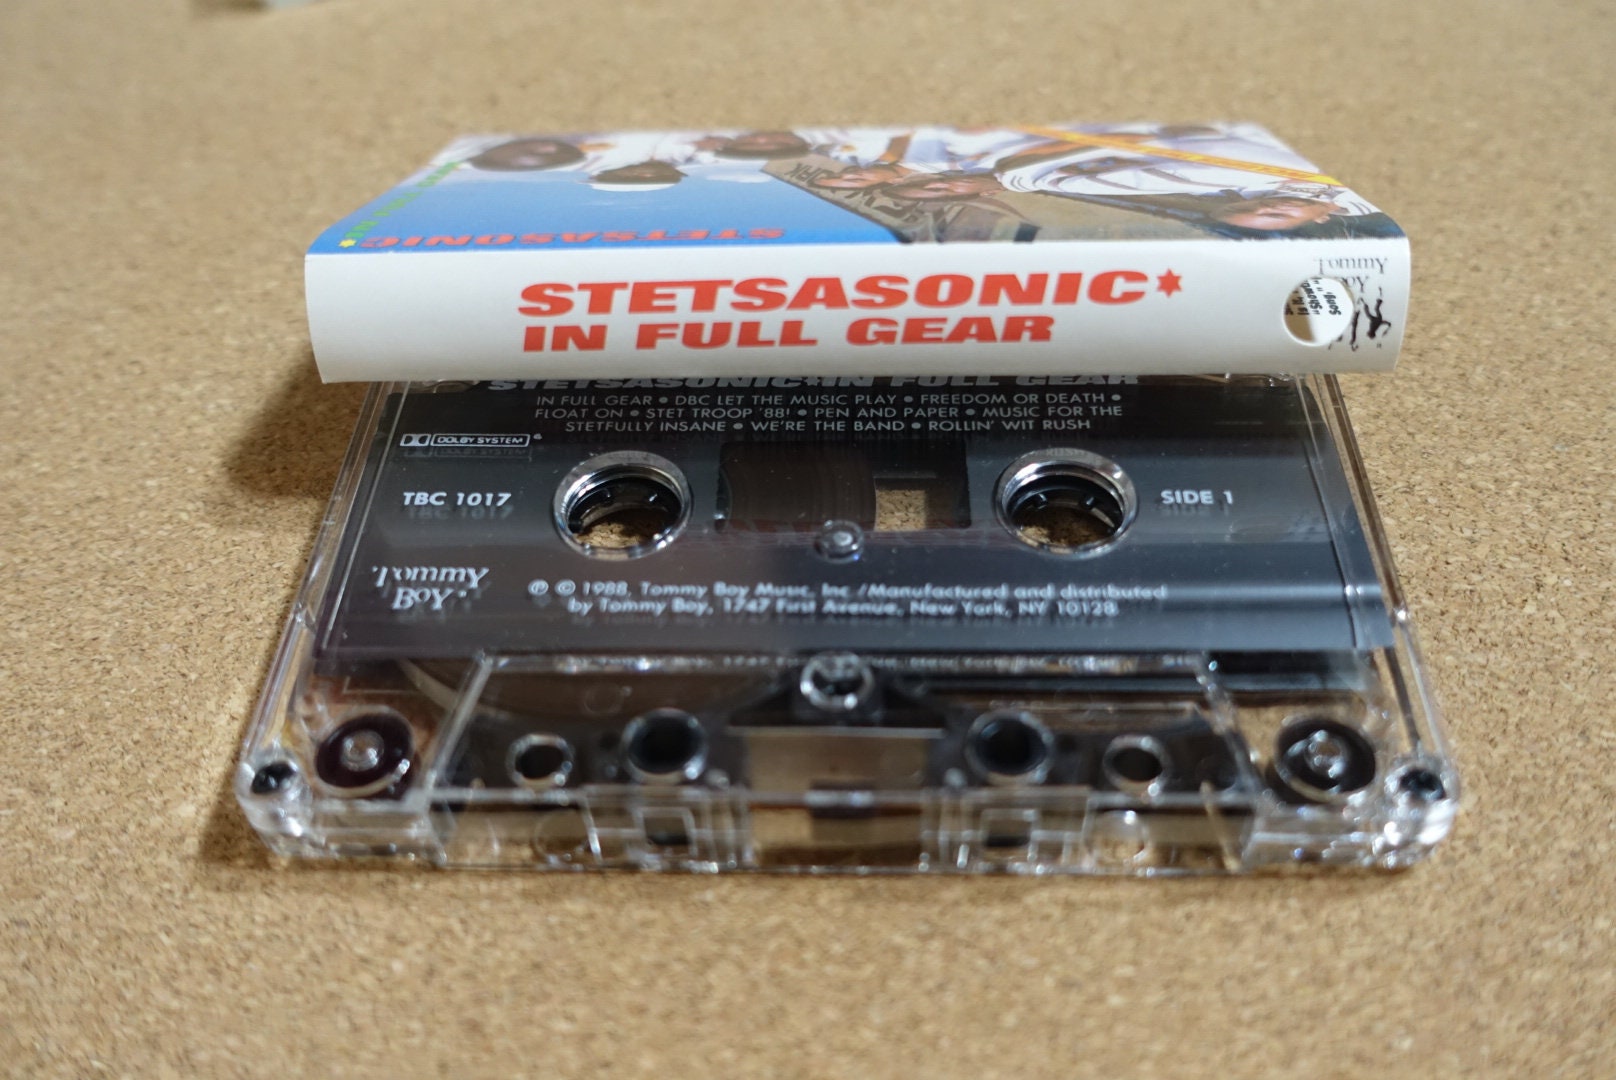 STETSASONIC
STETSASONIC*
IN FULL GEAR
Tommy
Boy
STETSASONIC*IN FULL GEAR
IN FULL GEAR • DBC LET THE MUSIC PLAY • FREEDOM OR DEATH •
FLOAT ON • STET TROOP '88! • PEN AND PAPER • MUSIC FOR THE
STETFULLY INSANE • WE'RE THE BAND • ROLLIN' WIT RUSH
DOLBY SYSTEM
TBC 1017
SIDE 1
Tommy
Boy
℗ © 1988, Tommy Boy Music, Inc /Manufactured and distributed
by Tommy Boy, 1747 First Avenue, New York, NY 10128